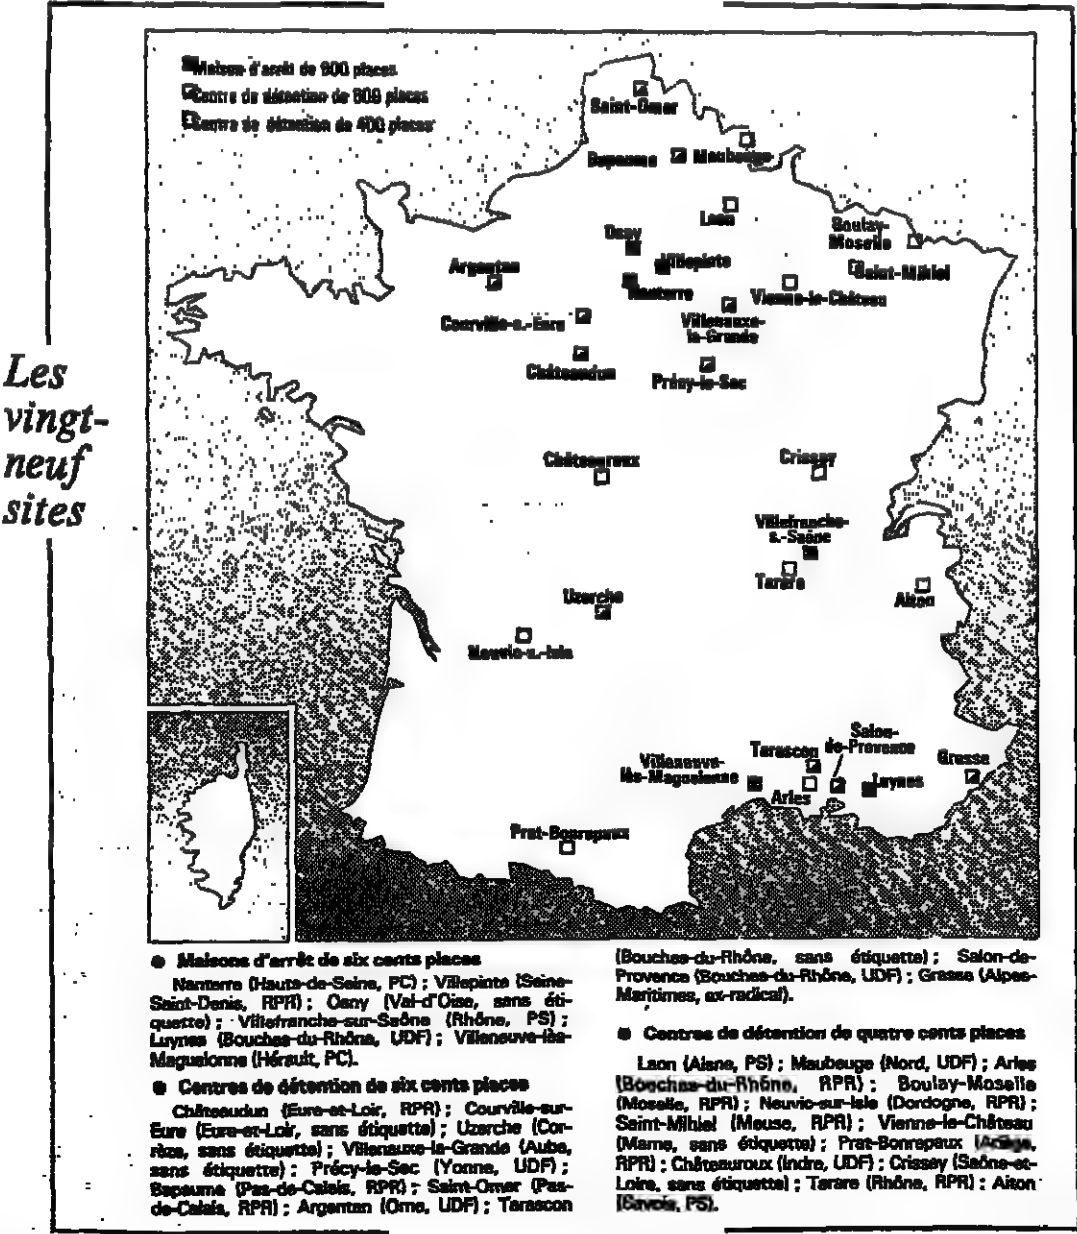 Les
vingt-
neuf
sites
Maison d'arrêt de 600 places
Centre de détention de 600 places
Centre de détention de 400 places
Saint-Omer
Bapaume
Maubeuge
Laon
Osny
Villepinte
Nanterre
Boulay-
Moselle
Saint-Mihiel
Argentan
Vienne-le-Château
Courville-s.-Eure
Villenauxe-
la-Grande
Châteaudun
Précy-le-Sec
Châteauroux
Crissey
Villefranche-
s.-Saône
Tarare
Aiton
Uzerche
Neuvic-s.-Isle
Salon-
de-Provence
Tarascon
Villeneuve-
lès-Maguelonne
Grasse
Luynes
Arles
Prat-Bonrepaux
● Maisons d'arrêt de six cents places
Nanterre (Hauts-de-Seine, PC) ; Villepinte (Seine-
Saint-Denis, RPR) ; Osny (Val-d'Oise, sans éti-
quette) ; Villefranche-sur-Saône (Rhône, PS) ;
Luynes (Bouches-du-Rhône, UDF) ; Villeneuve-lès-
Maguelonne (Hérault, PC).
● Centres de détention de six cents places
Châteaudun (Eure-et-Loir, RPR) ; Courville-sur-
Eure (Eure-et-Loir, sans étiquette) ; Uzerche (Cor-
rèze, sans étiquette) ; Villenauxe-la-Grande (Aube,
sans étiquette) ; Précy-le-Sec (Yonne, UDF) ;
Bapaume (Pas-de-Calais, RPR) ; Saint-Omer (Pas-
de-Calais, RPR) ; Argentan (Orne, UDF) ; Tarascon
(Bouches-du-Rhône, sans étiquette) ; Salon-de-
Provence (Bouches-du-Rhône, UDF) ; Grasse (Alpes-
Maritimes, ex-radical).
● Centres de détention de quatre cents places
Laon (Aisne, PS) ; Maubeuge (Nord, UDF) ; Arles
(Bouches-du-Rhône, RPR) ; Boulay-Moselle
(Moselle, RPR) ; Neuvic-sur-Isle (Dordogne, RPR) ;
Saint-Mihiel (Meuse, RPR) ; Vienne-le-Château
(Marne, sans étiquette) ; Prat-Bonrepaux (Ariège,
RPR) ; Châteauroux (Indre, UDF) ; Crissey (Saône-et-
Loire, sans étiquette) ; Tarare (Rhône, RPR) ; Aiton
(Savoie, PS).